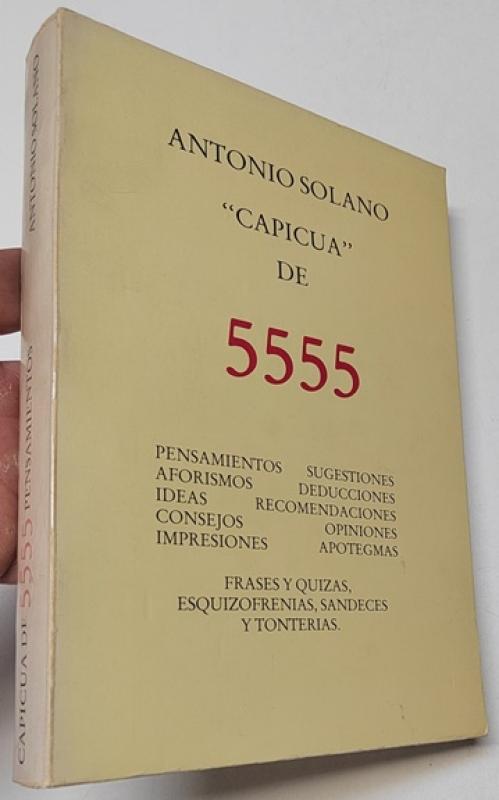 ANTONIO SOLANO
"CAPICUA"
DE
5555
PENSAMIENTOS SUGESTIONES
AFORISMOS DEDUCCIONES
IDEAS RECOMENDACIONES
CONSEJOS OPINIONES
IMPRESIONES APOTEGMAS
FRASES Y QUIZAS,
ESQUIZOFRENIAS, SANDECES
Y TONTERIAS.
CAPICUA DE 5555 PENSAMIENTOS ANTONIO SOLANO